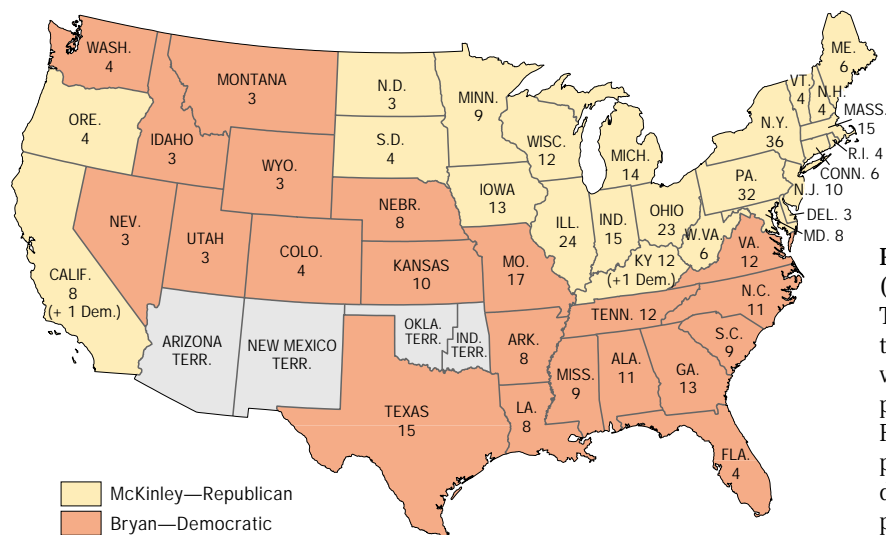 WASH.
4
ORE.
4
CALIF.
8
(+ 1 Dem.)
NEV.
3
IDAHO
3
MONTANA
3
WYO.
3
UTAH
3
COLO.
4
ARIZONA
TERR.
NEW MEXICO
TERR.
N.D.
3
S.D.
4
NEBR.
8
KANSAS
10
OKLA.
TERR.
IND.
TERR.
TEXAS
15
MINN.
9
IOWA
13
MO.
17
ARK.
8
LA.
8
WISC.
12
ILL.
24
MICH.
14
IND.
15
OHIO
23
KY 12
(+1 Dem.)
TENN. 12
MISS.
9
ALA.
11
GA.
13
FLA.
4
S.C.
9
N.C.
11
VA.
12
W.VA.
6
PA.
32
N.Y.
36
VT.
4
N.H.
4
ME.
6
MASS.
15
R.I. 4
CONN. 6
N.J. 10
DEL. 3
MD. 8
McKinley—Republican
Bryan—Democratic